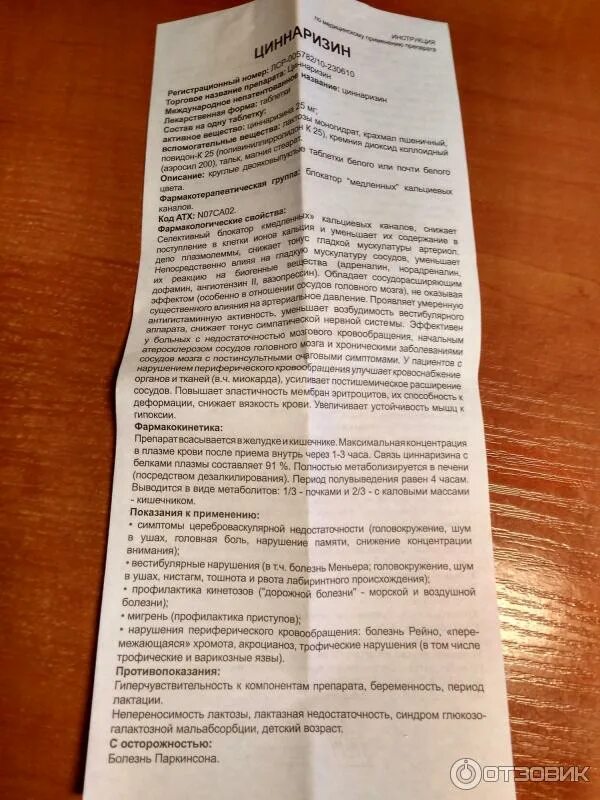 ИНСТРУКЦИЯ
по медицинскому применению препарата
ЦИННАРИЗИН
Регистрационный номер: ЛСР-005782/10-230610
Торговое название препарата: Циннаризин
Международное непатентованное название: циннаризин
Лекарственная форма: таблетки
Состав на одну таблетку:
активное вещество: циннаризина 25 мг;
вспомогательные вещества: лактозы моногидрат, крахмал пшеничный,
повидон-К 25 (поливинилпирролидон К 25), кремния диоксид коллоидный
(аэросил 200), тальк, магния стеарат.
Описание: круглые двояковыпуклые таблетки белого или почти белого
цвета.
Фармакотерапевтическая группа: блокатор "медленных" кальциевых
каналов.
Код АТХ: N07CA02.
Фармакологические свойства:
Селективный блокатор «медленных» кальциевых каналов, снижает
поступление в клетки ионов кальция и уменьшает их содержание в
депо плазмолеммы, снижает тонус гладкой мускулатуры артериол.
Непосредственно влияя на гладкую мускулатуру сосудов, уменьшает
их реакцию на биогенные вещества (адреналин, норадреналин,
дофамин, ангиотензин II, вазопрессин). Обладает сосудорасширяющим
эффектом (особенно в отношении сосудов головного мозга), не оказывая
существенного влияния на артериальное давление. Проявляет умеренную
антигистаминную активность, уменьшает возбудимость вестибулярного
аппарата, снижает тонус симпатической нервной системы. Эффективен
у больных с недостаточностью мозгового кровообращения, начальным
атеросклерозом сосудов головного мозга и хроническими заболеваниями
сосудов мозга с постинсультными очаговыми симптомами. У пациентов с
нарушением периферического кровообращения улучшает кровоснабжение
органов и тканей (в.ч. миокарда), усиливает постишемическое расширение
сосудов. Повышает эластичность мембран эритроцитов, их способность к
деформации, снижает вязкость крови. Увеличивает устойчивость мышц к
гипоксии.
Фармакокинетика:
Препарат всасывается в желудке и кишечнике. Максимальная концентрация
в плазме крови после приема внутрь через 1-3 часа. Связь циннаризина с
белками плазмы составляет 91 %. Полностью метаболизируется в печени
(посредством дезалкилирования). Период полувыведения равен 4 часам.
Выводится в виде метаболитов: 1/3 - почками и 2/3 - с каловыми массами
- кишечником.
Показания к применению:
• симптомы цереброваскулярной недостаточности (головокружение, шум
в ушах, головная боль, нарушение памяти, снижение концентрации
внимания);
• вестибулярные нарушения (в т.ч. болезнь Меньера; головокружение, шум
в ушах, нистагм, тошнота и рвота лабиринтного происхождения);
• профилактика кинетозов ("дорожной болезни" - морской и воздушной
болезни);
• мигрень (профилактика приступов);
• нарушения периферического кровообращения: болезнь Рейно, «пере-
межающаяся» хромота, акроцианоз, трофические нарушения (в том числе
трофические и варикозные язвы).
Противопоказания:
Гиперчувствительность к компонентам препарата, беременность, период
лактации.
Непереносимость лактозы, лактазная недостаточность, синдром глюкозо-
галактозной мальабсорбции, детский возраст.
С осторожностью:
Болезнь Паркинсона.
ОТЗОВИК